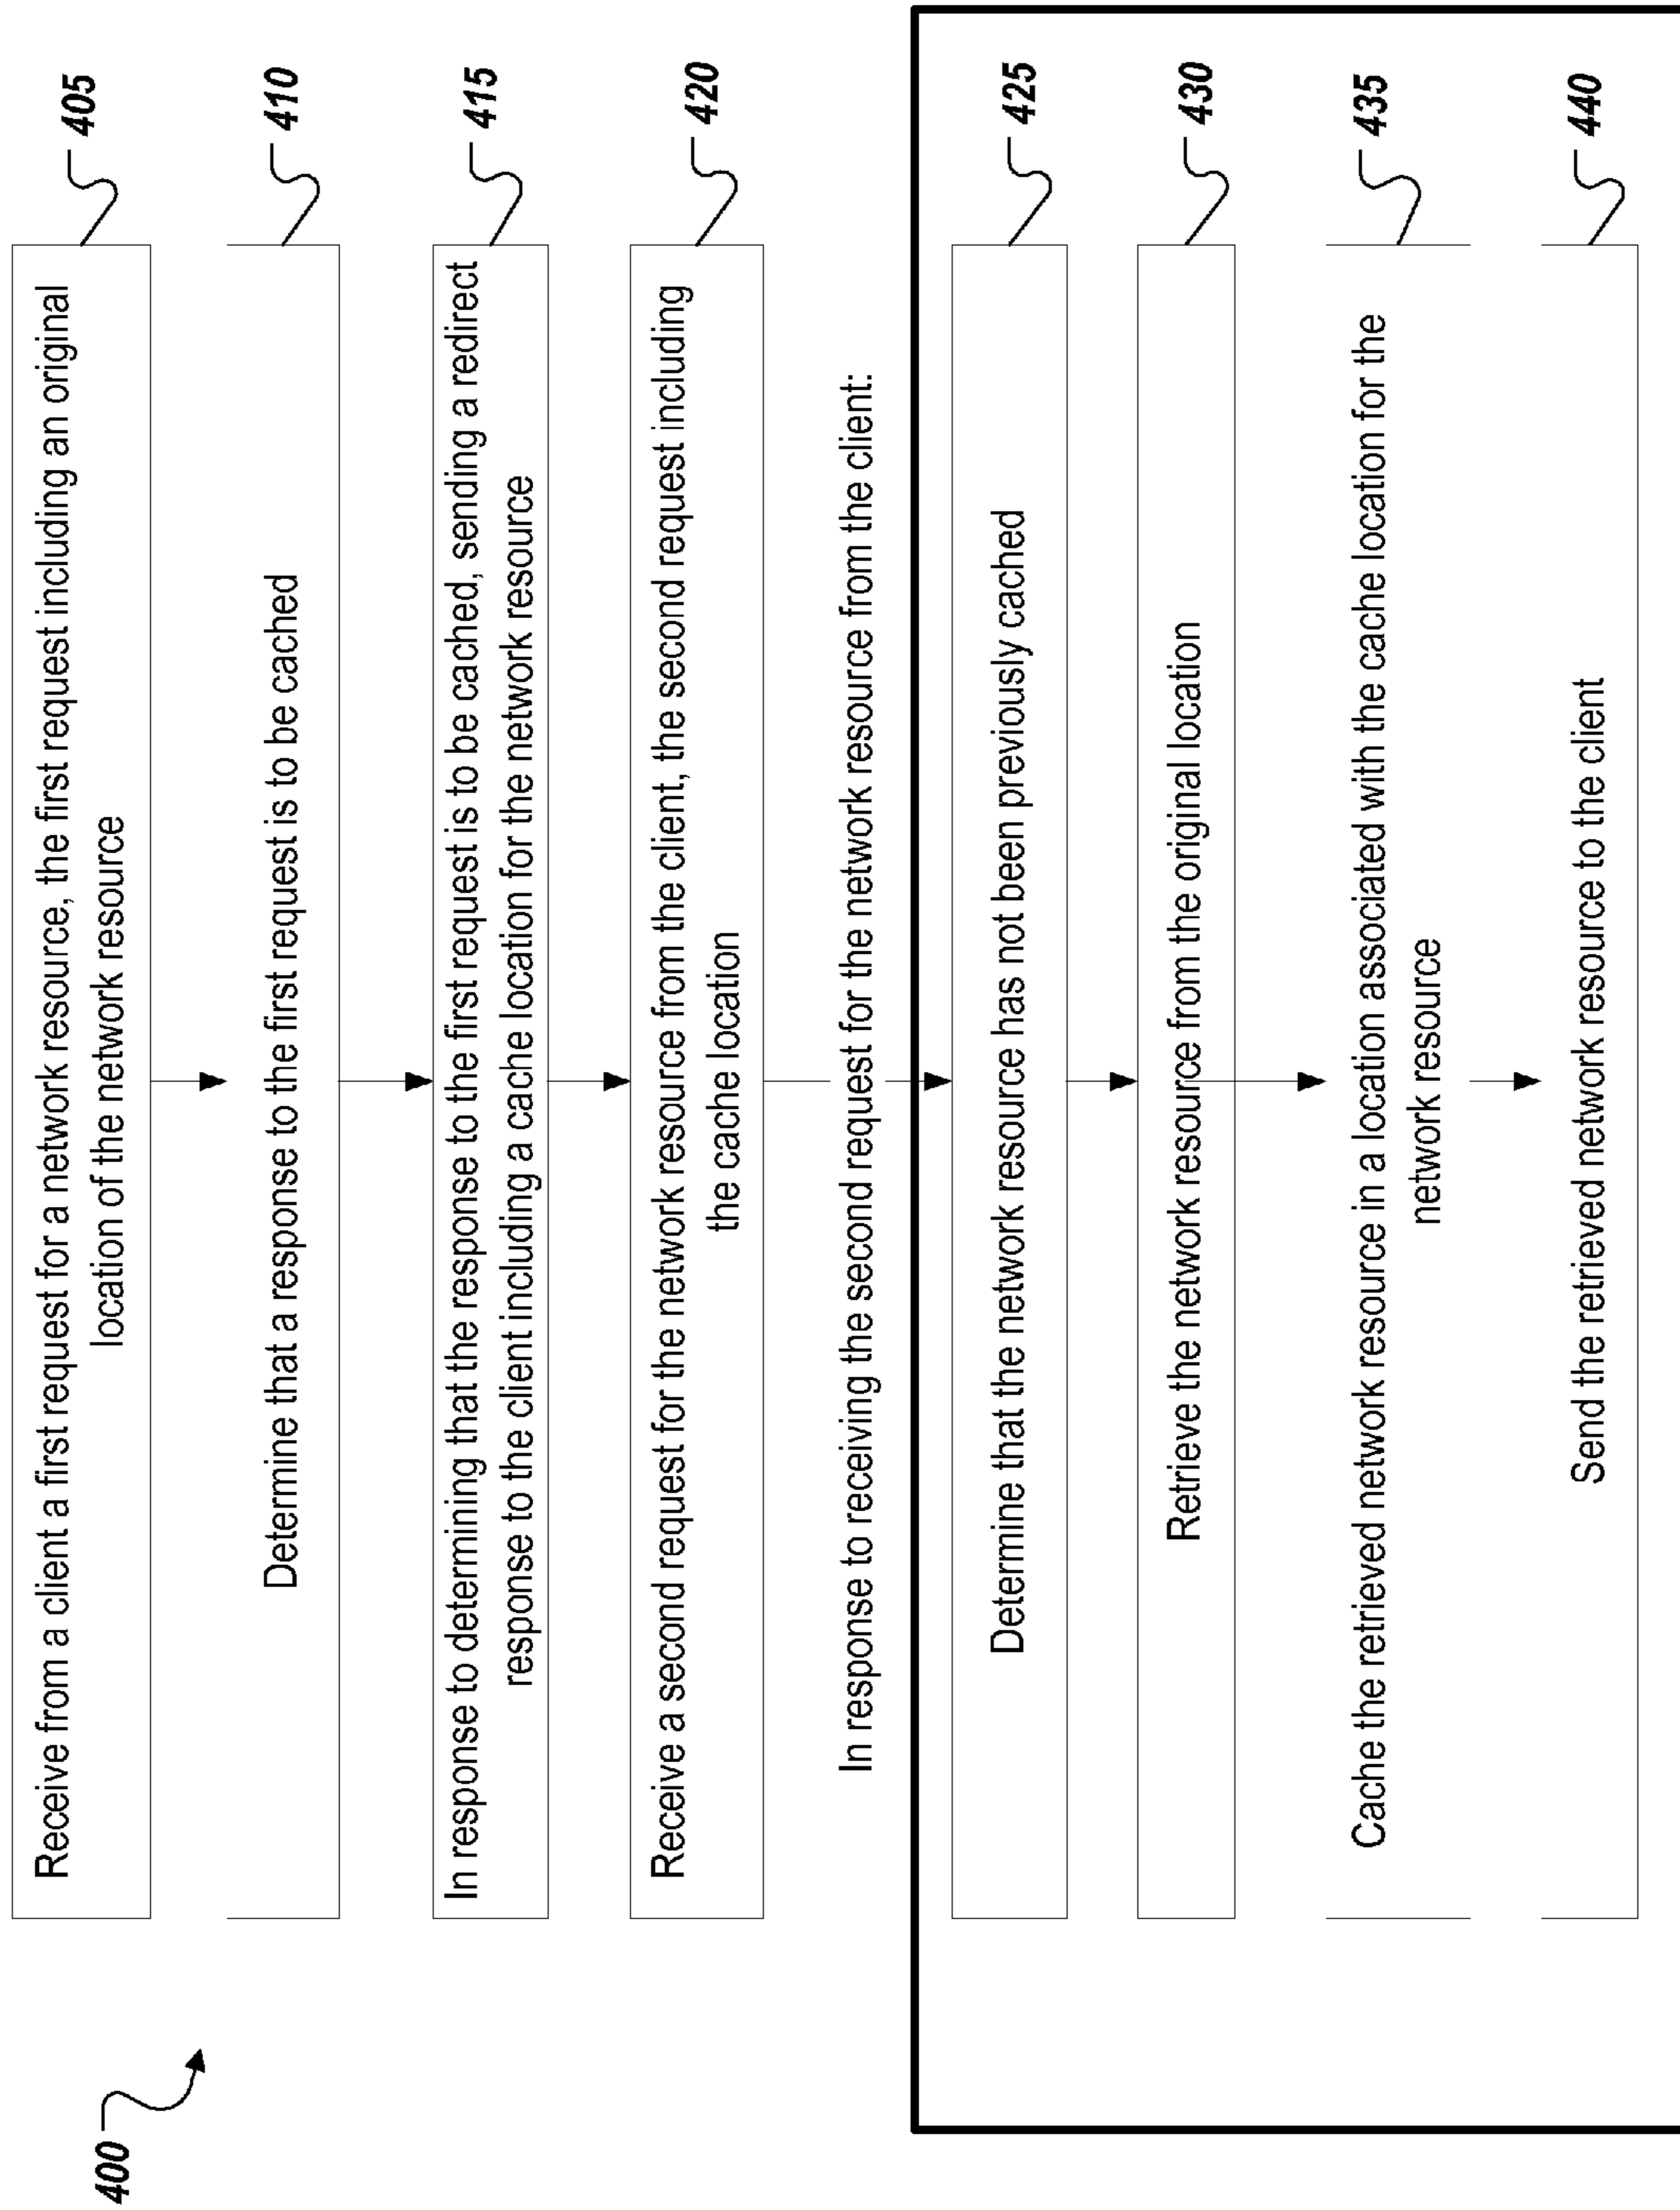 400
Receive from a client a first request for a network resource, the first request including an original
location of the network resource
405
Determine that a response to the first request is to be cached
410
In response to determining that the response to the first request is to be cached, sending a redirect
response to the client including a cache location for the network resource
415
Receive a second request for the network resource from the client, the second request including
the cache location
420
In response to receiving the second request for the network resource from the client:
Determine that the network resource has not been previously cached
425
Retrieve the network resource from the original location
430
Cache the retrieved network resource in a location associated with the cache location for the
network resource
435
Send the retrieved network resource to the client
440